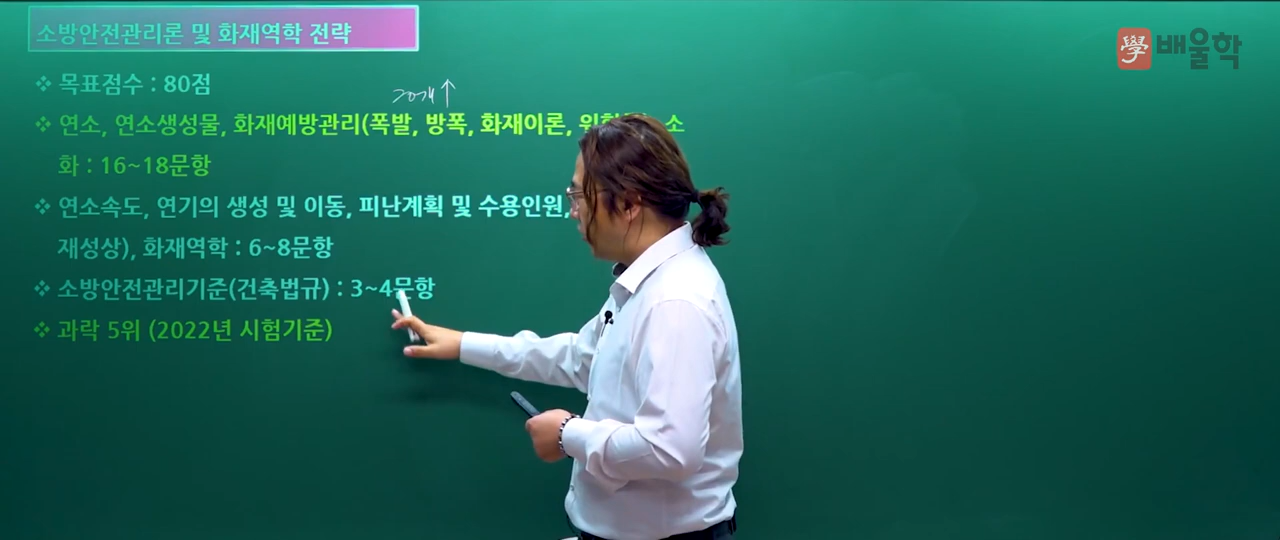 소방안전관리론 및 화재역학 전략
學 배울학
❖ 목표점수 : 80점
20개↑
❖ 연소, 연소생성물, 화재예방관리(폭발, 방폭, 화재이론, 소
화 : 16~18문항
❖ 연소속도, 연기의 생성 및 이동, 피난계획 및 수용인원,
재성상), 화재역학 : 6~8문항
❖ 소방안전관리기준(건축법규) : 3~4문항
❖ 과락 5위 (2022년 시험기준)